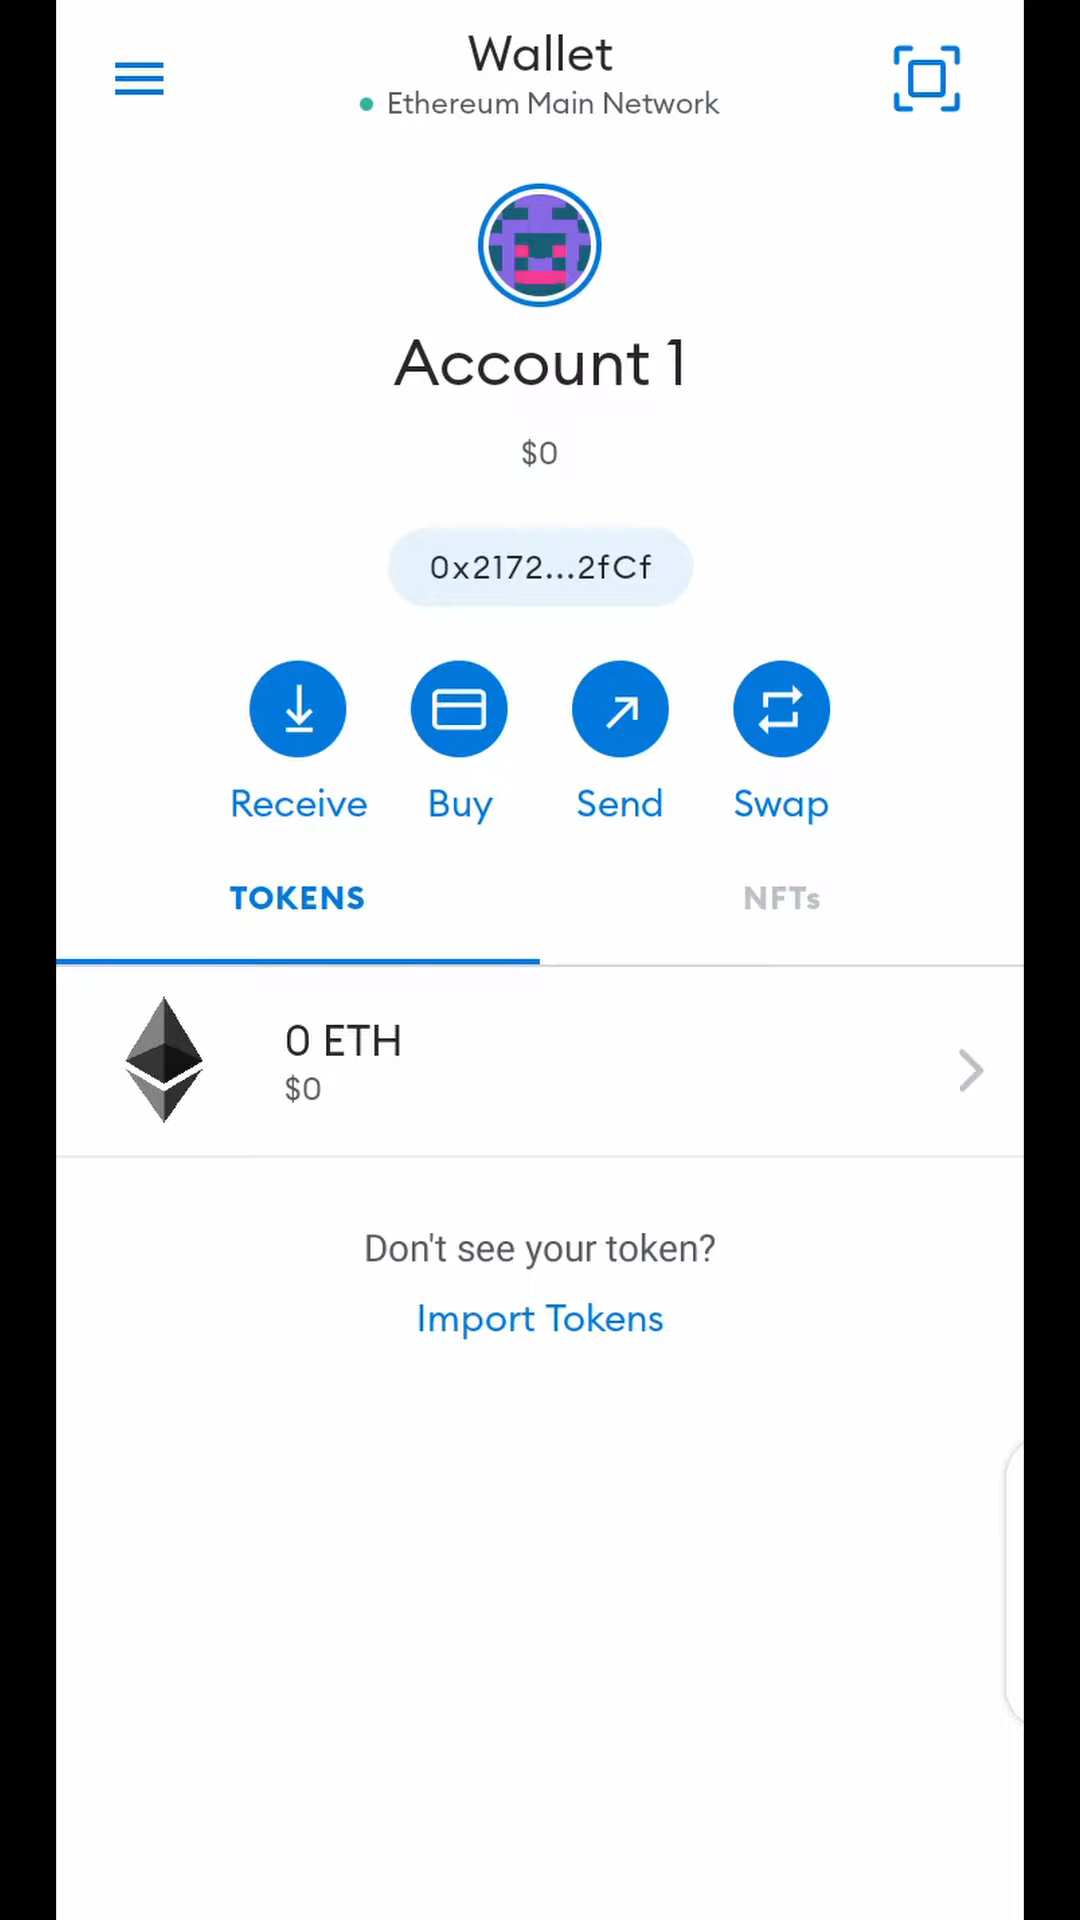 Wallet
Ethereum Main Network
Account 1
$0
0x2172...2fCf
Receive Buy Send Swap
TOKENS NFTs
0 ETH
$0
Don't see your token?
Import Tokens